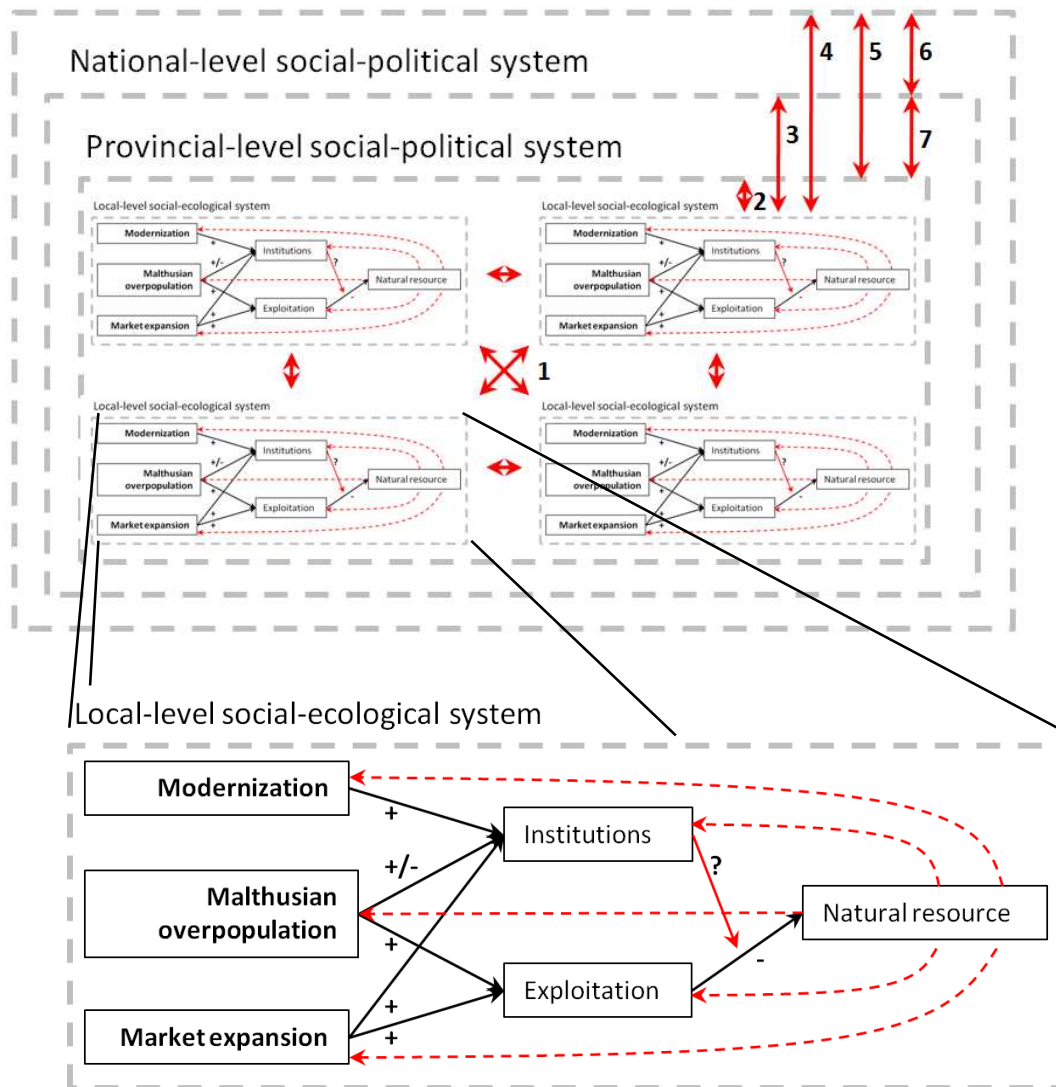 National-level social-political system
4
5
6
Provincial-level social-political system
3
7
2
Local-level social-ecological system
Modernization
+
Institutions
+/-
?
Malthusian
overpopulation
Natural resource
+
-
Exploitation
+
Market expansion
+
Local-level social-ecological system
Modernization
+
Institutions
+/-
?
Malthusian
overpopulation
Natural resource
+
-
Exploitation
+
Market expansion
+
1
Local-level social-ecological system
Modernization
+
Institutions
+/-
?
Malthusian
overpopulation
Natural resource
+
-
Exploitation
+
Market expansion
+
Local-level social-ecological system
Modernization
+
Institutions
+/-
?
Malthusian
overpopulation
Natural resource
+
-
Exploitation
+
Market expansion
+
Local-level social-ecological system
Modernization
+
Institutions
+/-
?
Malthusian
overpopulation
Natural resource
+
-
Exploitation
+
Market expansion
+